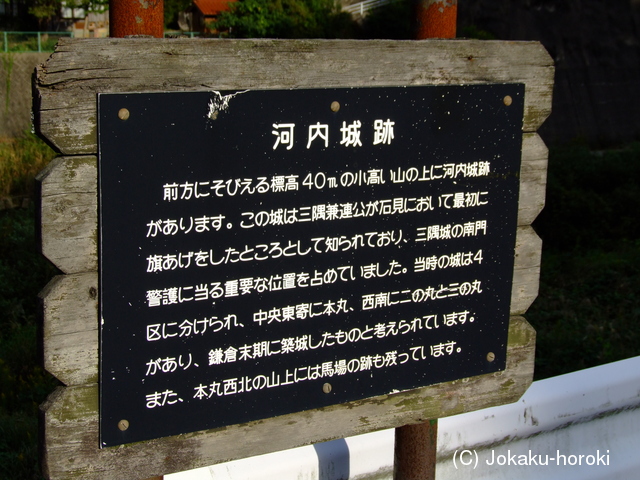 河内城跡
前方にそびえる標高40mの小高い山の上に河内城跡
があります。この城は三隅兼連公が石見において最初に
旗あげをしたところとして知られており、三隅城の南門
警護に当る重要な位置を占めていました。当時の城は4
区に分けられ、中央東寄に本丸、西南に二の丸と三の丸
があり、鎌倉末期に築城したものと考えられています。
また、本丸西北の山上には馬場の跡も残っています。
(C) Jokaku-horoki